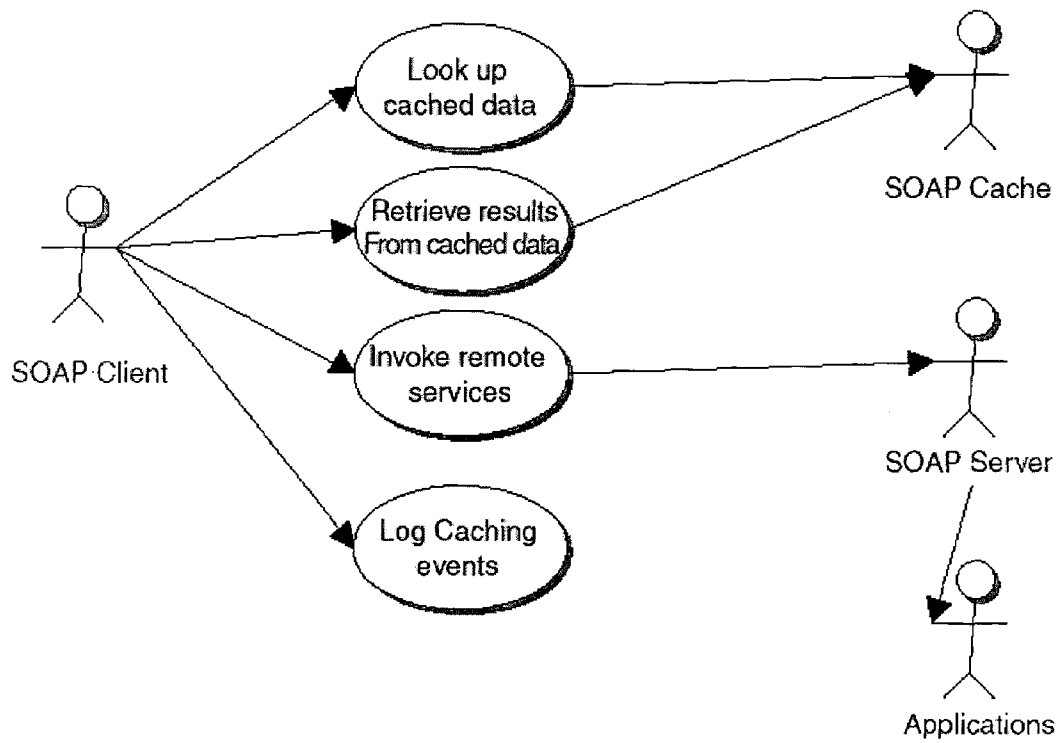 Look up
cached data
SOAP Cache
Retrieve results
From cached data
SOAP Client
Invoke remote
services
SOAP Server
Log Caching
events
Applications